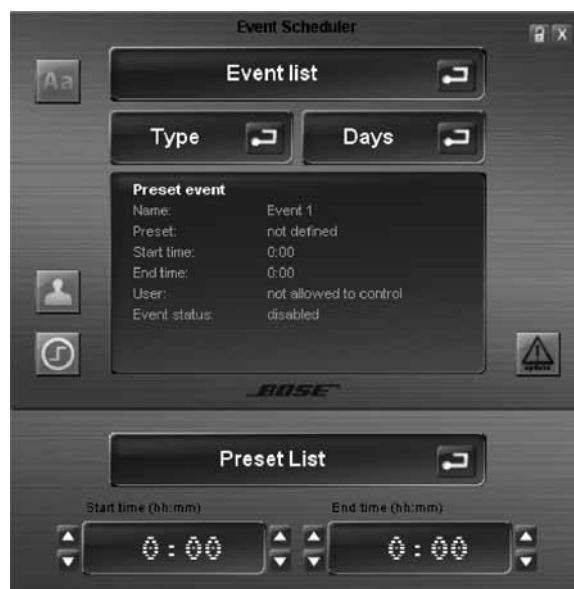 Event Scheduler
X
Aa
Event list
Type
Days
Preset event
Name: Event 1
Preset: not defined
Start time: 0:00
End time: 0:00
User: not allowed to control
Event status: disabled
update
BOSE
Preset List
Start time (hh:mm)
End time (hh:mm)
0:00
0:00